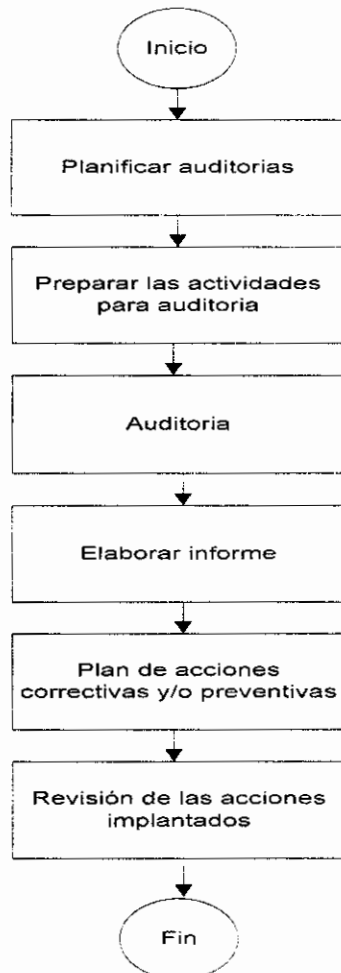 Inicio
Planificar auditorias
Preparar las actividades
para auditoria
Auditoria
Elaborar informe
Plan de acciones
correctivas y/o preventivas
Revisión de las acciones
implantados
Fin